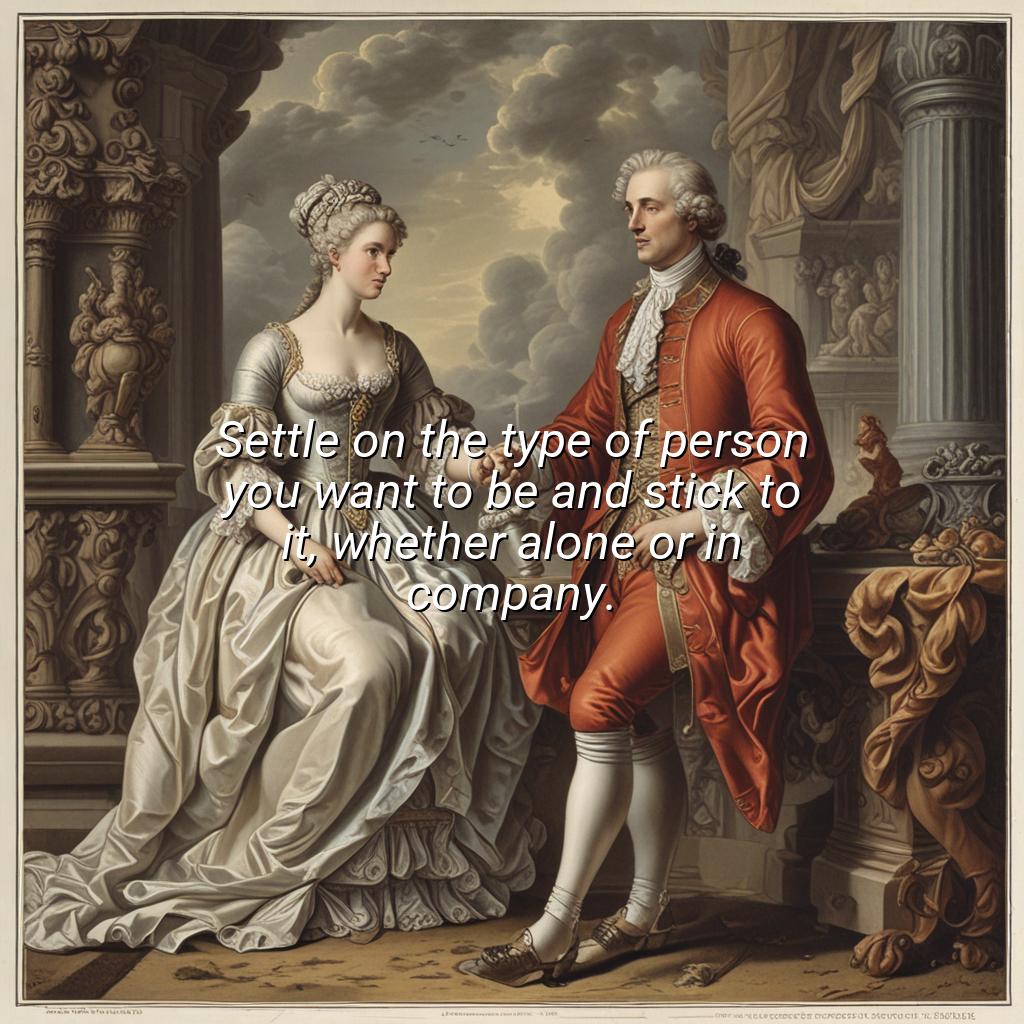 Settle on the type of person
you want to be and stick to
it, whether alone or in
company.